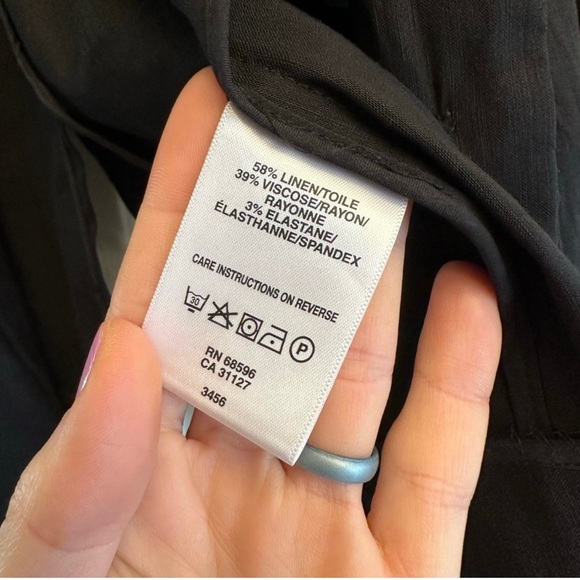 58% LINEN/TOILE
39% VISCOSE/RAYON/
RAYONNE
3% ELASTANE/
ÉLASTHANNE/SPANDEX
CARE INSTRUCTIONS ON REVERSE
30
P
RN 68596
CA 31127
3456